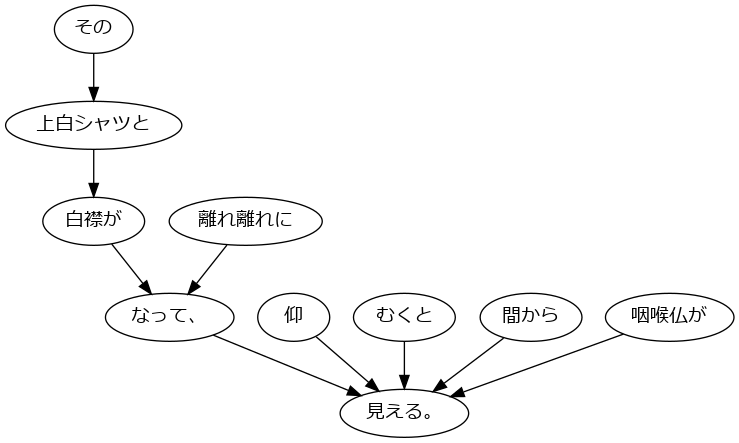 その
上白シャツと
白襟が
離れ離れに
なって、
仰
むくと
間から
咽喉仏が
見える。